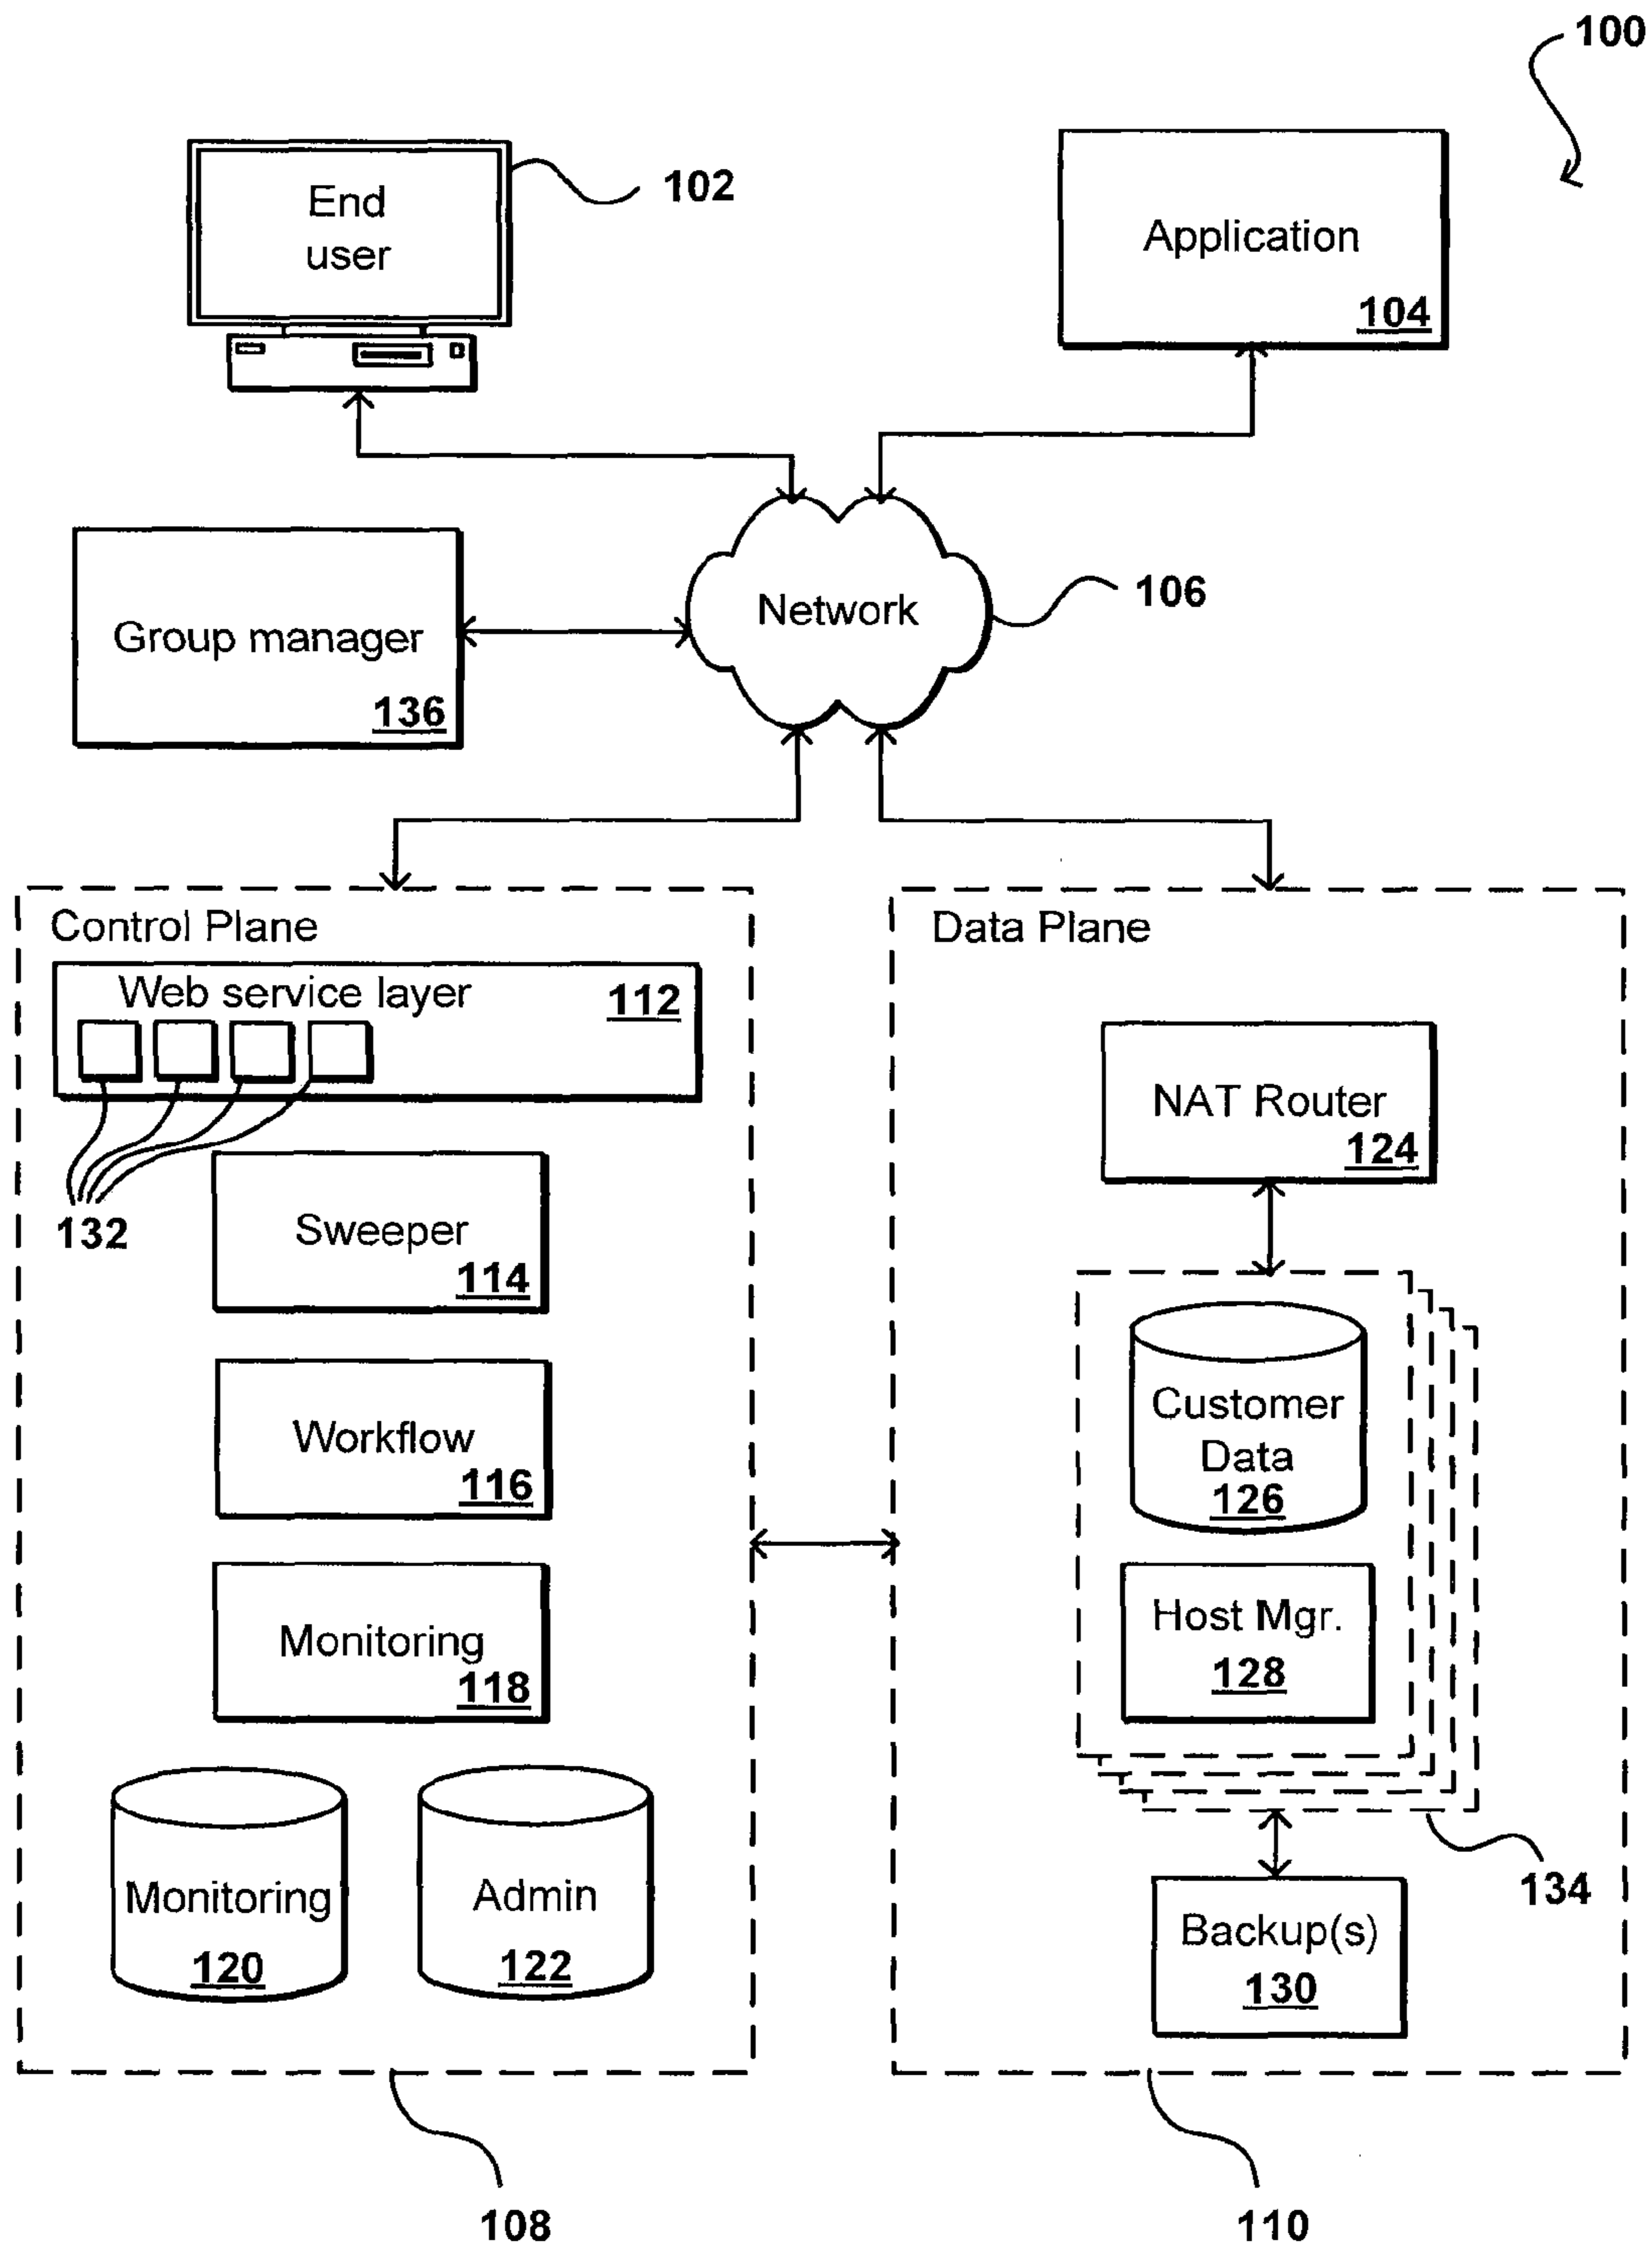 100
End
user
102
Application
104
Network
106
Group manager
136
Control Plane
Web service layer
112
132
Sweeper
114
Workflow
116
Monitoring
118
Monitoring
120
Admin
122
108
Data Plane
NAT Router
124
Customer
Data
126
Host Mgr.
128
134
Backup(s)
130
110